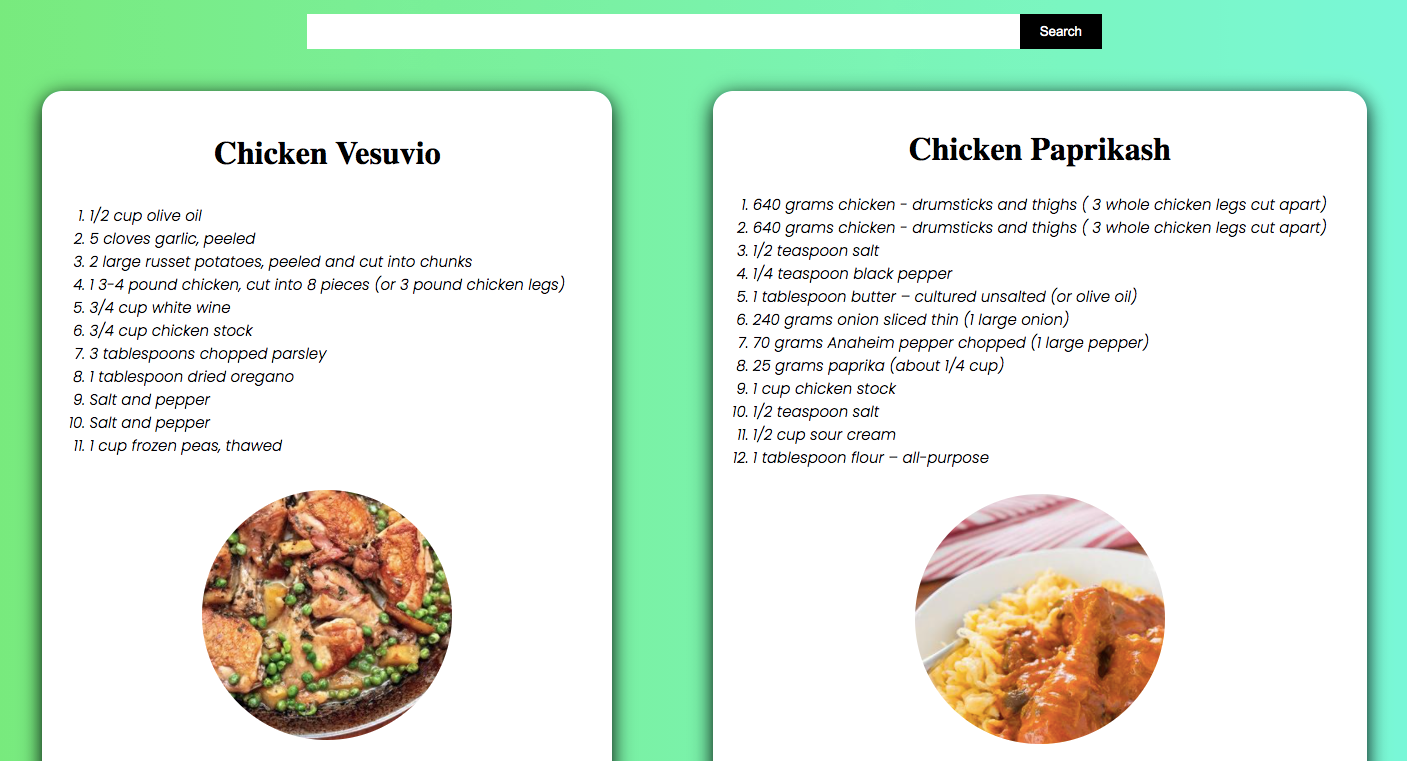 Search
Chicken Vesuvio
1. 1/2 cup olive oil
2. 5 cloves garlic, peeled
3. 2 large russet potatoes, peeled and cut into chunks
4. 1 3-4 pound chicken, cut into 8 pieces (or 3 pound chicken legs)
5. 3/4 cup white wine
6. 3/4 cup chicken stock
7. 3 tablespoons chopped parsley
8. 1 tablespoon dried oregano
9. Salt and pepper
10. Salt and pepper
11. 1 cup frozen peas, thawed
Chicken Paprikash
1. 640 grams chicken - drumsticks and thighs ( 3 whole chicken legs cut apart)
2. 640 grams chicken - drumsticks and thighs ( 3 whole chicken legs cut apart)
3. 1/2 teaspoon salt
4. 1/4 teaspoon black pepper
5. 1 tablespoon butter – cultured unsalted (or olive oil)
6. 240 grams onion sliced thin (1 large onion)
7. 70 grams Anaheim pepper chopped (1 large pepper)
8. 25 grams paprika (about 1/4 cup)
9. 1 cup chicken stock
10. 1/2 teaspoon salt
11. 1/2 cup sour cream
12. 1 tablespoon flour – all-purpose